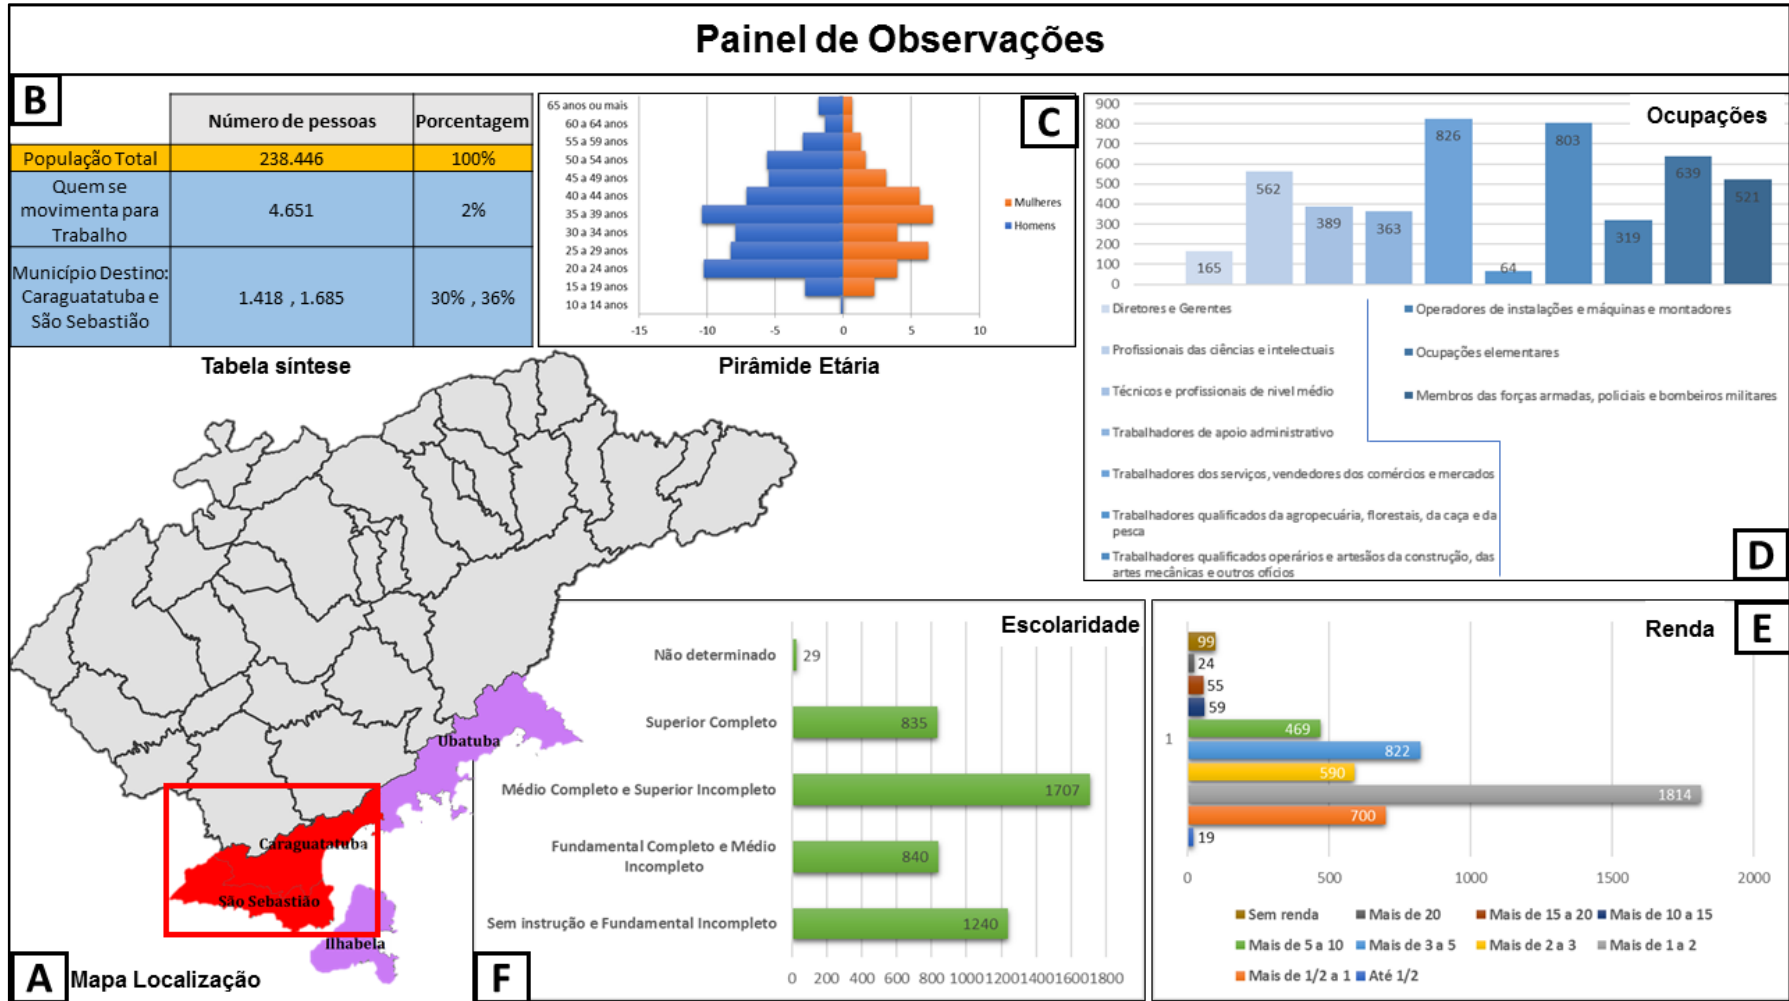 Painel de Observações
B
Número de pessoas
Porcentagem
População Total
238.446
100%
Quem se
movimenta para
Trabalho
4.651
2%
Município Destino:
Caraguatatuba e
São Sebastião
1.418 , 1.685
30% , 36%
Tabela síntese
C
65 anos ou mais
60 a 64 anos
55 a 59 anos
50 a 54 anos
45 a 49 anos
40 a 44 anos
35 a 39 anos
30 a 34 anos
25 a 29 anos
20 a 24 anos
15 a 19 anos
10 a 14 anos
-15 -10 -5 0 5 10
Mulheres
Homens
Pirâmide Etária
Ocupações
900
800
700
600
500
400
300
200
100
0
165 562 389 363 826 64 803 319 639 521
Diretores e Gerentes
Profissionais das ciências e intelectuais
Técnicos e profissionais de nivel médio
Trabalhadores de apoio administrativo
Trabalhadores dos serviços, vendedores dos comércios e mercados
Trabalhadores qualificados da agropecuária, florestais, da caça e da
pesca
Trabalhadores qualificados operários e artesãos da construção, das
artes mecânicas e outros ofícios
Operadores de instalações e máquinas e montadores
Ocupações elementares
Membros das forças armadas, policiais e bombeiros militares
D
Ubatuba
Caraguatatuba
São Sebastião
Ilhabela
A
Mapa Localização
Escolaridade
Não determinado
29
Superior Completo
835
Médio Completo e Superior Incompleto
1707
Fundamental Completo e Médio
Incompleto
840
Sem instrução e Fundamental Incompleto
1240
0 200 400 600 800 1000 1200 1400 1600 1800
F
Renda
E
99
24
55
59
469
822
590
1814
700
19
1
0 500 1000 1500 2000
Sem renda Mais de 20 Mais de 15 a 20 Mais de 10 a 15
Mais de 5 a 10 Mais de 3 a 5 Mais de 2 a 3 Mais de 1 a 2
Mais de 1/2 a 1 Até 1/2